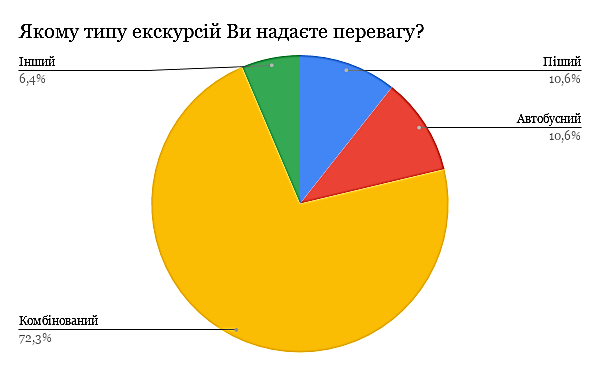 Якому типу екскурсій Ви надаєте перевагу?
Інший
6,4%
Піший
10,6%
Автобусний
10,6%
Комбінований
72,3%